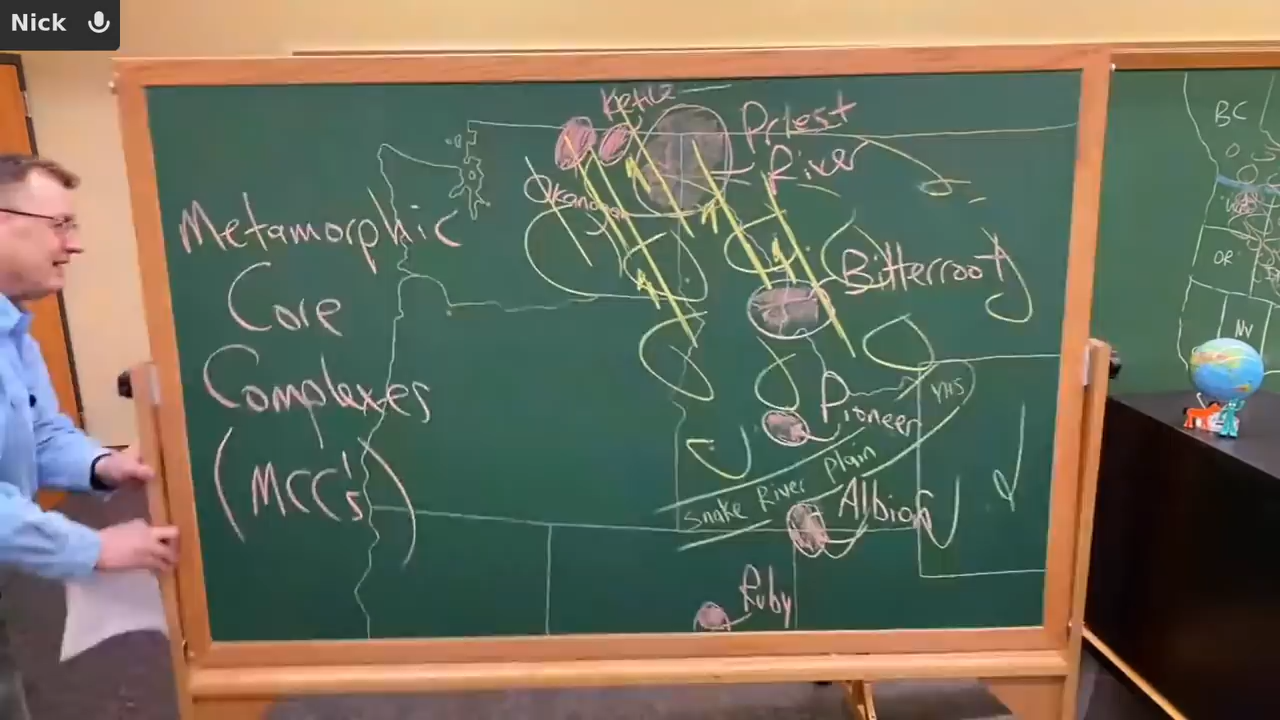 Nick
Metamorphic
Core
Complexes
(MCC's)
Kettle
Okanogan
Priest
River
Bitterroot
Pioneer
YHS
Snake River Plain
Albion
Ruby
BC
OR
NV